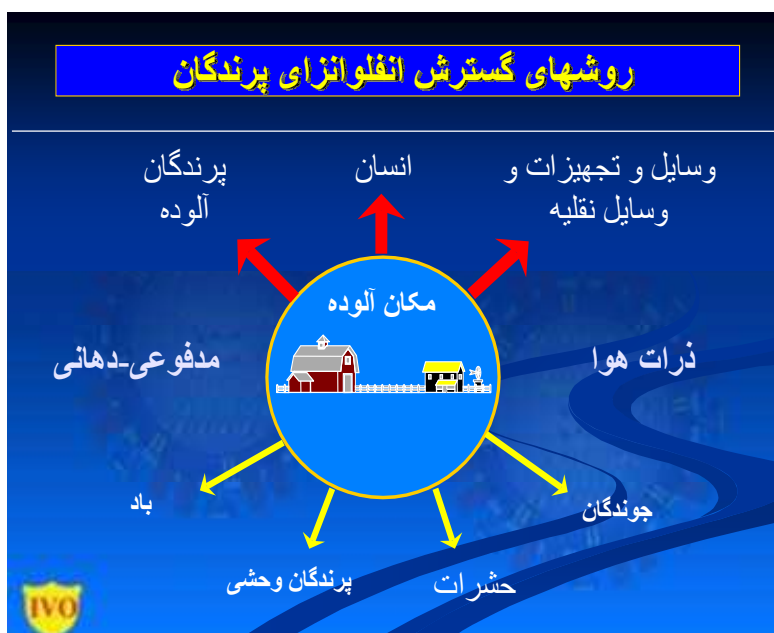 روشهای گسترش انفلوانزای پرندگان
وسایل و تجهیزات و
وسایل نقلیه
انسان
پرندگان
آلوده
مکان آلوده
ذرات هوا
مدفوعی-دهانی
جوندگان
حشرات
پرندگان وحشی
باد
IVO